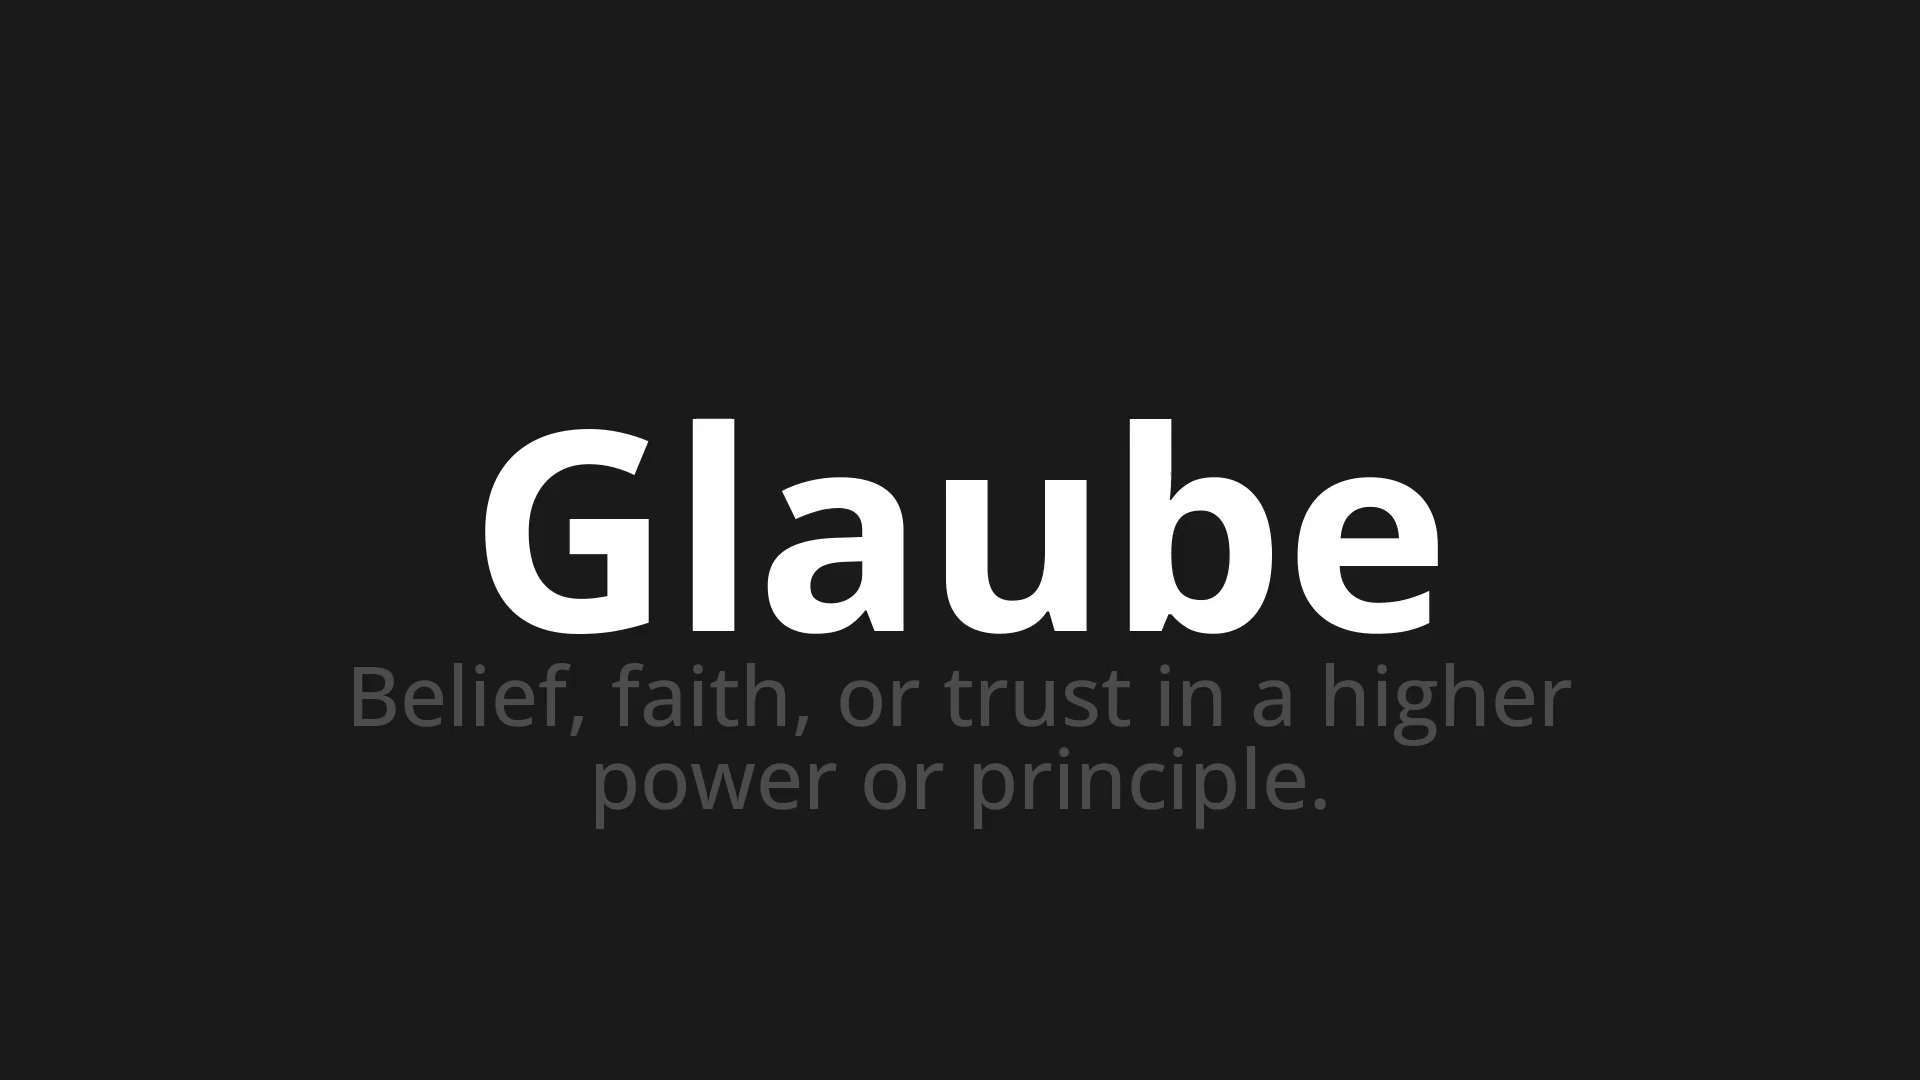 Glaube
Belief, faith, or trust in a higher
power or principle.